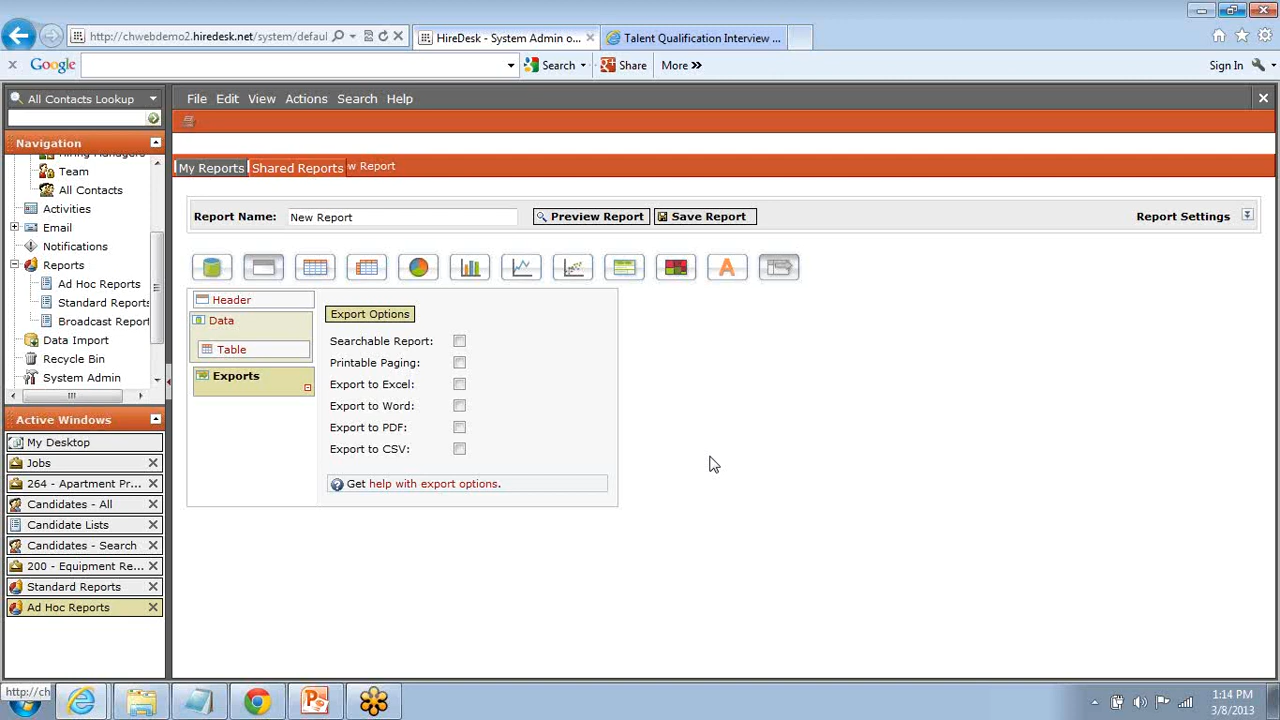 http://chwebdemo2.hiredesk.net/system/defaul
HireDesk - System Admin o...
Talent Qualification Interview ...
Google
Search
Share
More »
Sign In
All Contacts Lookup
File Edit View Actions Search Help
Navigation
Hiring Managers
Team
All Contacts
Activities
Email
Notifications
Reports
Ad Hoc Reports
Standard Reports
Broadcast Report
Data Import
Recycle Bin
System Admin
Active Windows
My Desktop
Jobs
264 - Apartment Pr...
Candidates - All
Candidate Lists
Candidates - Search
200 - Equipment Re...
Standard Reports
Ad Hoc Reports
My Reports
Shared Reports
w Report
Report Name: New Report
Preview Report
Save Report
Report Settings
A
Header
Data
Table
Exports
Export Options
Searchable Report:
Printable Paging:
Export to Excel:
Export to Word:
Export to PDF:
Export to CSV:
Get help with export options.
http://ch
1:14 PM
3/8/2013